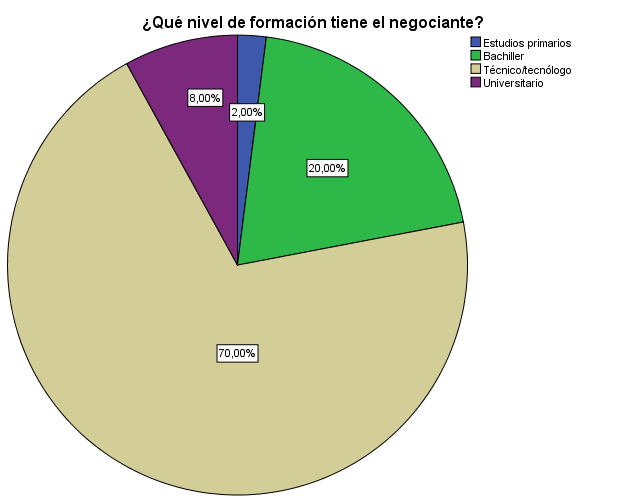 ¿Qué nivel de formación tiene el negociante?
Estudios primarios
Bachiller
Técnico/tecnólogo
Universitario
8,00%
2,00%
20,00%
70,00%